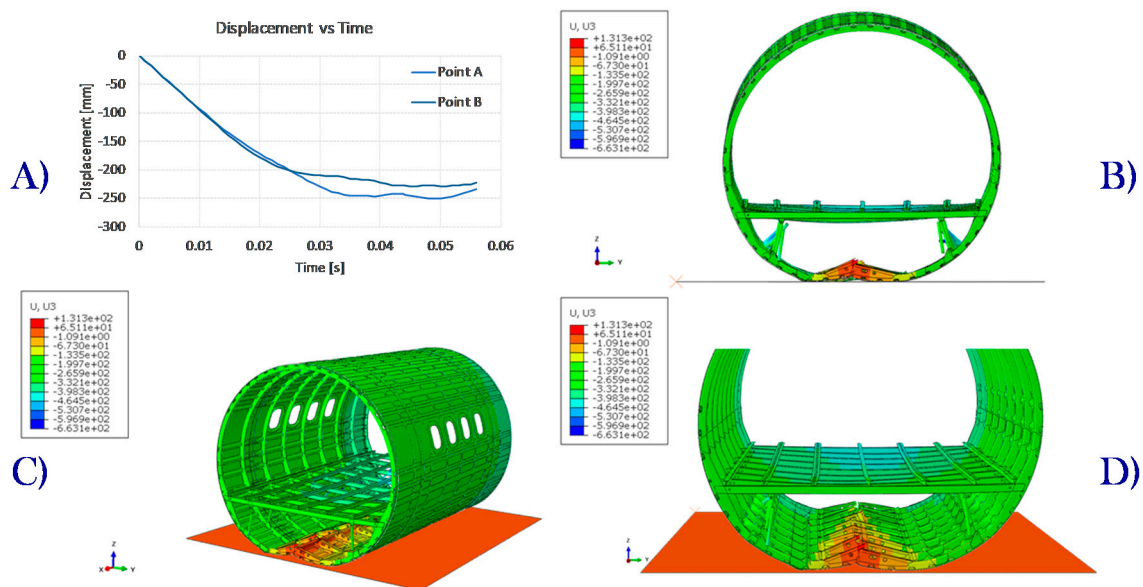 Displacement vs Time
0
-50
-100
-150
-200
-250
-300
Displacement [mm]
Point A
Point B
0
0.01
0.02
0.03
0.04
0.05
0.06
Time [s]
A)
U, U3
+1.313e+02
+6.511e+01
-1.091e+00
-6.730e+01
-1.335e+02
-1.997e+02
-2.659e+02
-3.321e+02
-3.983e+02
-4.645e+02
-5.307e+02
-5.969e+02
-6.631e+02
Z
Y
B)
U, U3
+1.313e+02
+6.511e+01
-1.091e+00
-6.730e+01
-1.335e+02
-1.997e+02
-2.659e+02
-3.321e+02
-3.983e+02
-4.645e+02
-5.307e+02
-5.969e+02
-6.631e+02
Z
X
Y
C)
U, U3
+1.313e+02
+6.511e+01
-1.091e+00
-6.730e+01
-1.335e+02
-1.997e+02
-2.659e+02
-3.321e+02
-3.983e+02
-4.645e+02
-5.307e+02
-5.969e+02
-6.631e+02
Z
Y
D)